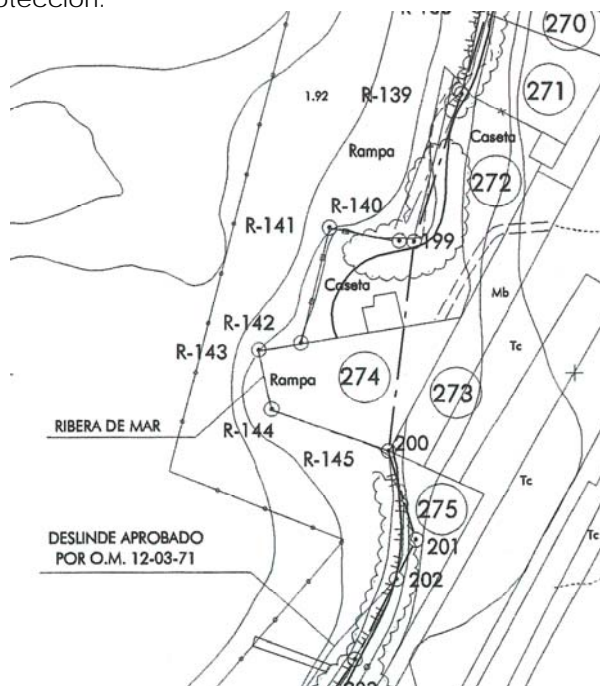 270
271
1.92 R-139
Rampa
Caseta
272
R-140
R-141
199
Caseta
Mb
R-142
Tc
R-143
Rampa
274
273
R-144
RIBERA DE MAR
200
R-145
Tc
275
DESLINDE APROBADO
POR O.M. 12-03-71
201
Tc
202